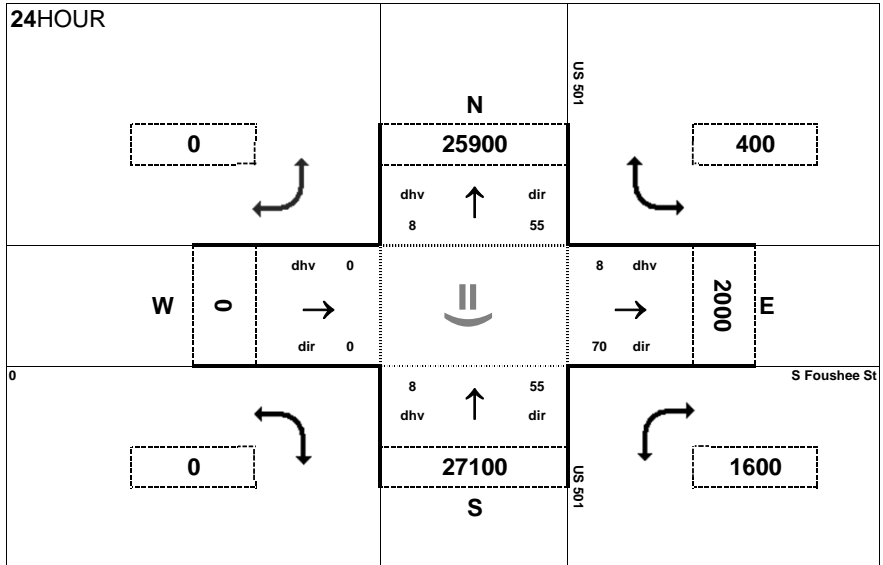 24HOUR
US 501
N
0
25900
400
dhv
dir
8
55
dhv 0
8 dhv
W
0
2000
E
dir 0
70 dir
0
S Foushee St
8
55
dhv
dir
0
27100
1600
US 501
S